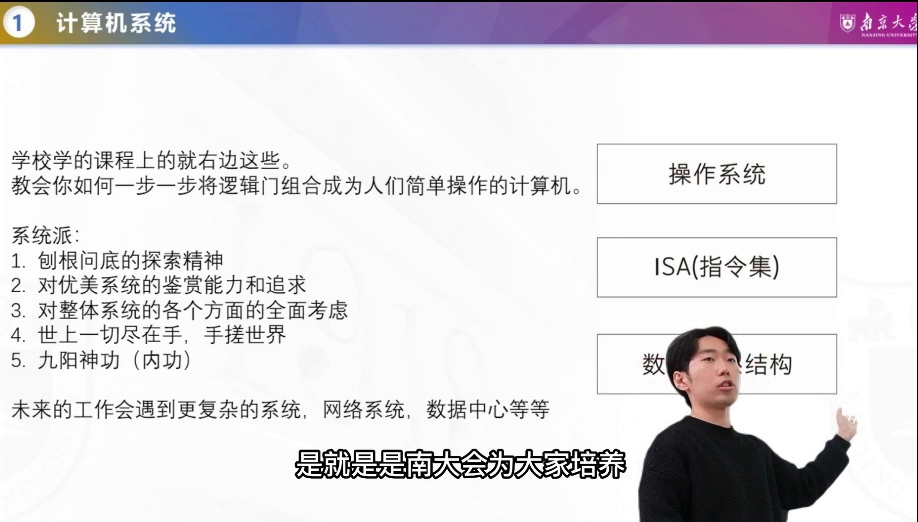 1 计算机系统
南京大学
NANJING UNIVERSITY
学校学的课程上的就右边这些。
教会你如何一步一步将逻辑门组合成为人们简单操作的计算机。
系统派:
1. 刨根问底的探索精神
2. 对优美系统的鉴赏能力和追求
3. 对整体系统的各个方面的全面考虑
4. 世上一切尽在手，手搓世界
5. 九阳神功（内功）
未来的工作会遇到更复杂的系统，网络系统，数据中心等等
操作系统
ISA(指令集)
数
结构
是就是是南大会为大家培养